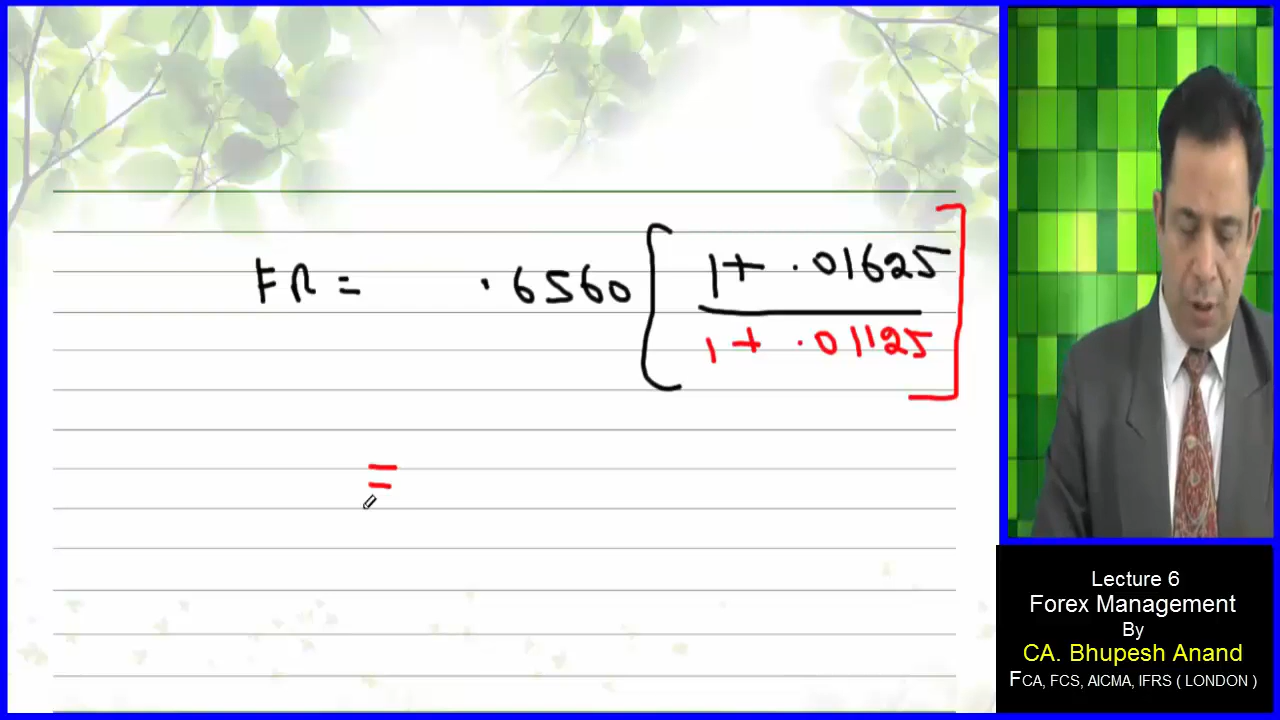 FR = .6560 [ 1 + .01625
1 + .01125 ]
=
Lecture 6
Forex Management
By
CA. Bhupesh Anand
FCA, FCS, AICMA, IFRS ( LONDON )